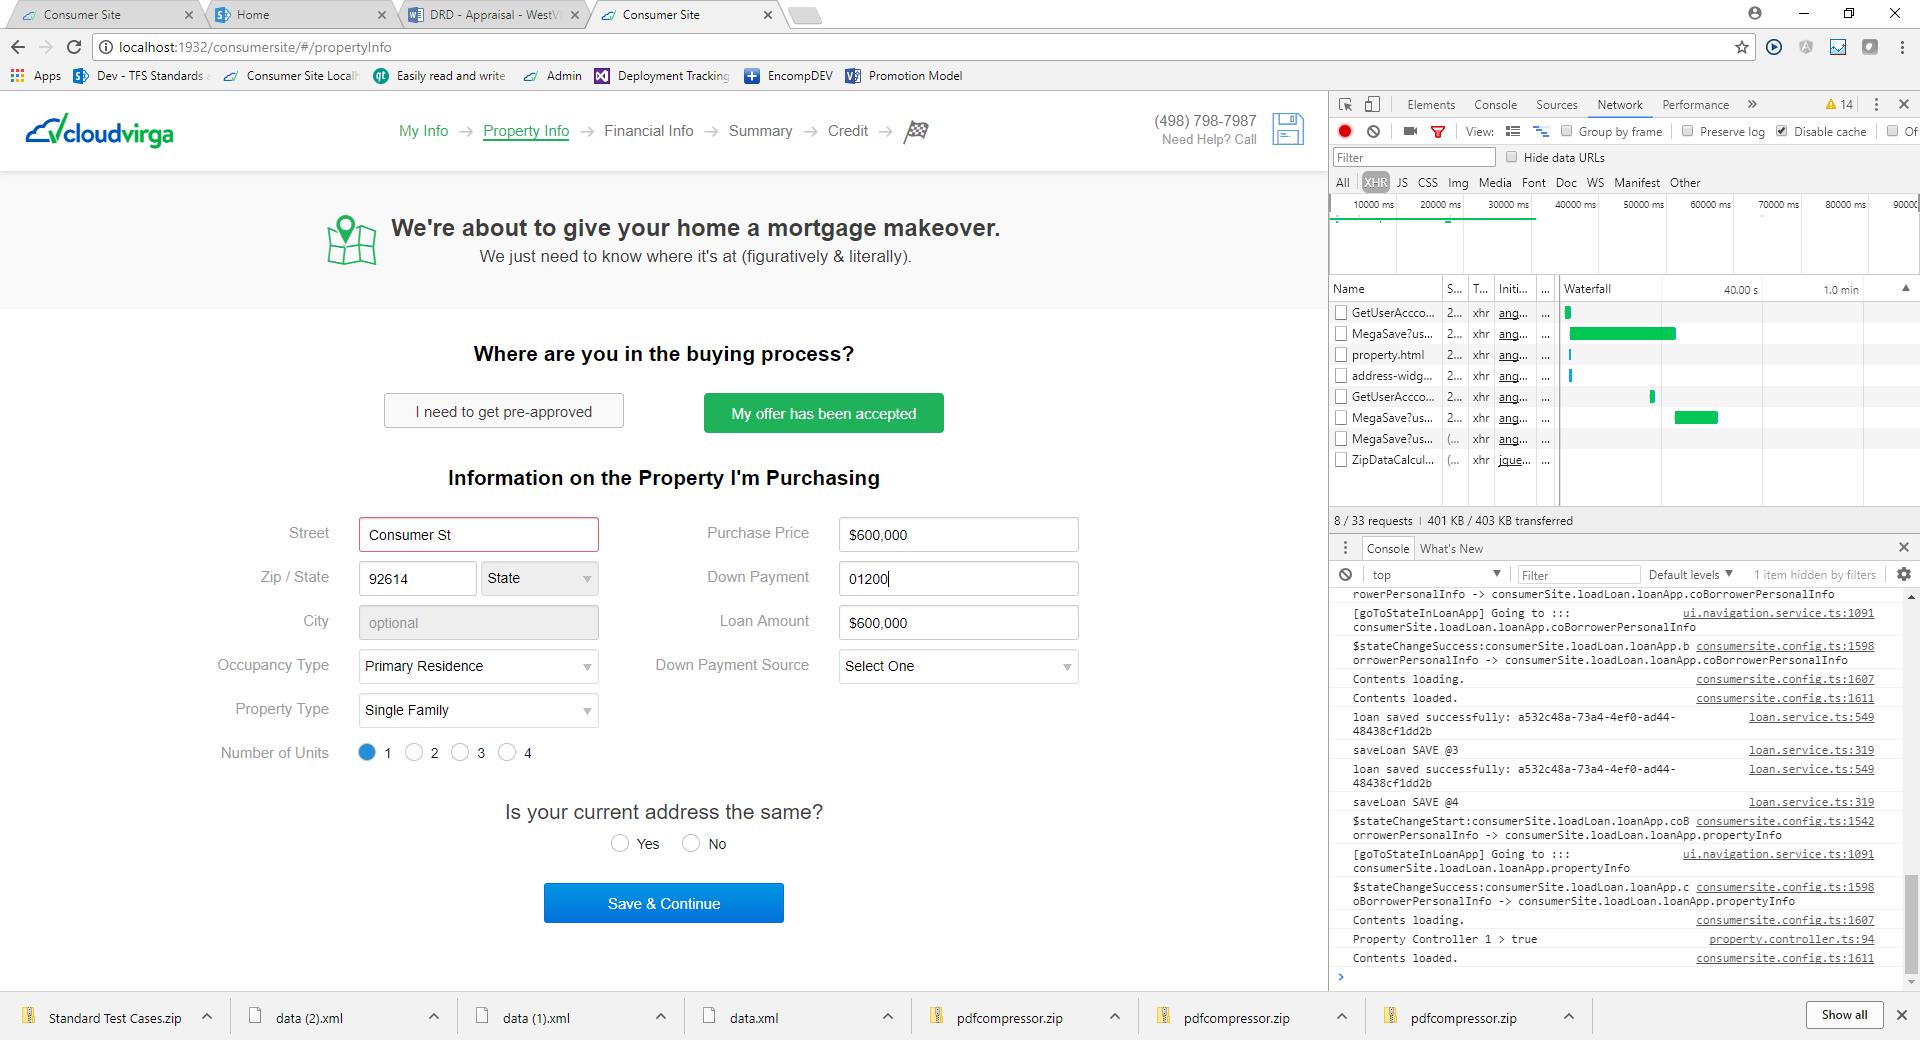 Consumer Site
Home
DRD - Appraisal - WestV
Consumer Site
localhost:1932/consumersite/#/propertyInfo
Apps
Dev - TFS Standards
Consumer Site Local
Easily read and write
Admin
Deployment Tracking
EncompDEV
Promotion Model
cloudvirga
My Info → Property Info → Financial Info → Summary → Credit →
(498) 798-7987
Need Help? Call
We're about to give your home a mortgage makeover.
We just need to know where it's at (figuratively & literally).
Where are you in the buying process?
I need to get pre-approved
My offer has been accepted
Information on the Property I'm Purchasing
Street Consumer St
Zip / State 92614 State
City optional
Occupancy Type Primary Residence
Property Type Single Family
Number of Units 1 2 3 4
Purchase Price $600,000
Down Payment 01200
Loan Amount $600,000
Down Payment Source Select One
Is your current address the same?
Yes No
Save & Continue
Elements Console Sources Network Performance » 14
View: Group by frame Preserve log Disable cache Of
Filter Hide data URLs
All XHR JS CSS Img Media Font Doc WS Manifest Other
10000 ms 20000 ms 30000 ms 40000 ms 50000 ms 60000 ms 70000 ms 80000 ms 90000
Name S... T... Initi... ... Waterfall 40.00 s 1.0 min
GetUserAccco... 2... xhr ang... ...
MegaSave?us... 2... xhr ang... ...
property.html 2... xhr ang... ...
address-widg... 2... xhr ang... ...
GetUserAccco... 2... xhr ang... ...
MegaSave?us... 2... xhr ang... ...
MegaSave?us... (... xhr ang... ...
ZipDataCalcul... (... xhr jque... ...
8 / 33 requests | 401 KB / 403 KB transferred
Console What's New
top Filter Default levels 1 item hidden by filters
rowerPersonalInfo -> consumerSite.loadLoan.loanApp.coBorrowerPersonalInfo
[goToStateInLoanApp] Going to ::: ui.navigation.service.ts:1091
consumerSite.loadLoan.loanApp.coBorrowerPersonalInfo
$stateChangeSuccess:consumerSite.loadLoan.loanApp.b consumersite.config.ts:1598
orrowerPersonalInfo -> consumerSite.loadLoan.loanApp.coBorrowerPersonalInfo
Contents loading. consumersite.config.ts:1607
Contents loaded. consumersite.config.ts:1611
loan saved successfully: a532c48a-73a4-4ef0-ad44- loan.service.ts:549
48438cf1dd2b
saveLoan SAVE @3 loan.service.ts:319
loan saved successfully: a532c48a-73a4-4ef0-ad44- loan.service.ts:549
48438cf1dd2b
saveLoan SAVE @4 loan.service.ts:319
$stateChangeStart:consumerSite.loadLoan.loanApp.coB consumersite.config.ts:1542
orrowerPersonalInfo -> consumerSite.loadLoan.loanApp.propertyInfo
[goToStateInLoanApp] Going to ::: ui.navigation.service.ts:1091
consumerSite.loadLoan.loanApp.propertyInfo
$stateChangeSuccess:consumerSite.loadLoan.loanApp.c consumersite.config.ts:1598
oBorrowerPersonalInfo -> consumerSite.loadLoan.loanApp.propertyInfo
Contents loading. consumersite.config.ts:1607
Property Controller 1 > true property.controller.ts:94
Contents loaded. consumersite.config.ts:1611
Standard Test Cases.zip
data (2).xml
data (1).xml
data.xml
pdfcompressor.zip
pdfcompressor.zip
pdfcompressor.zip
Show all